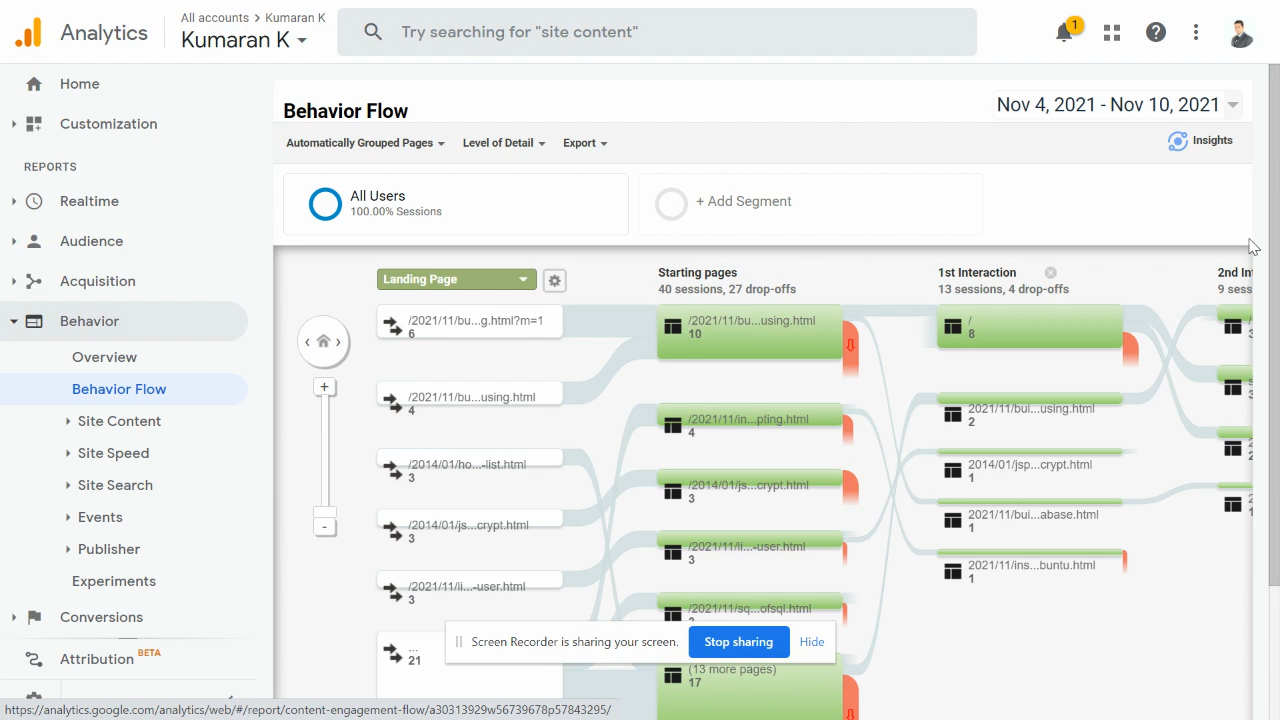 Analytics
All accounts > Kumaran K
Kumaran K
Try searching for "site content"
1
Home
Customization
REPORTS
Realtime
Audience
Acquisition
Behavior
Overview
Behavior Flow
Site Content
Site Speed
Site Search
Events
Publisher
Experiments
Conversions
Attribution BETA
Behavior Flow
Nov 4, 2021 - Nov 10, 2021
Automatically Grouped Pages
Level of Detail
Export
Insights
All Users
100.00% Sessions
+ Add Segment
Landing Page
/2021/11/bu...g.html?m=1
6
/2021/11/bu...using.html
4
/2014/01/ho...-list.html
3
/2014/01/js...crypt.html
3
/2021/11/li...-user.html
3
...
21
+
-
Starting pages
40 sessions, 27 drop-offs
/2021/11/bu...using.html
10
/2021/11/in...pting.html
4
/2014/01/js...crypt.html
3
/2021/11/li...-user.html
3
/2021/11/sq...ofsql.html
(13 more pages)
17
1st Interaction
13 sessions, 4 drop-offs
/
8
2021/11/bui...using.html
2
2014/01/jsp...crypt.html
1
2021/11/bui...abase.html
1
2021/11/ins...buntu.html
1
2nd In
9 sess
Screen Recorder is sharing your screen.
Stop sharing
Hide
https://analytics.google.com/analytics/web/#/report/content-engagement-flow/a30313929w56739678p57843295/